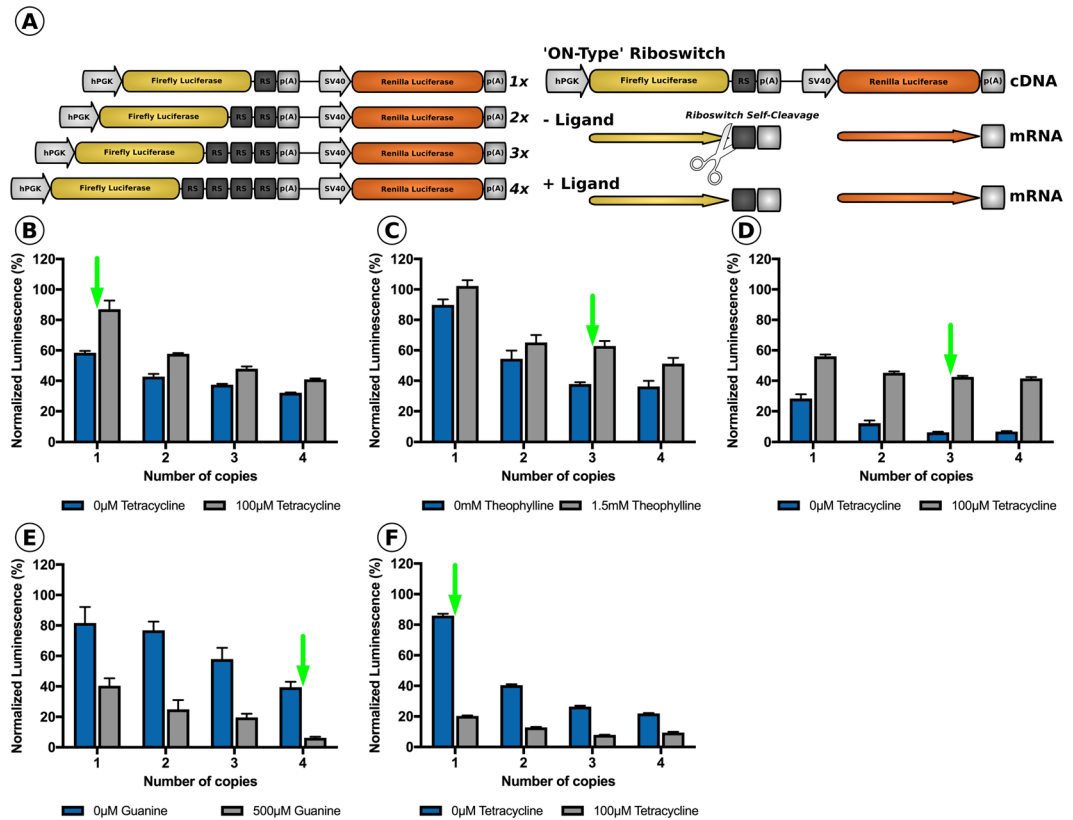 A
hPGK Firefly Luciferase RS p(A) SV40 Renilla Luciferase p(A) 1x
hPGK Firefly Luciferase RS RS p(A) SV40 Renilla Luciferase p(A) 2x
hPGK Firefly Luciferase RS RS RS p(A) SV40 Renilla Luciferase p(A) 3x
hPGK Firefly Luciferase RS RS RS RS p(A) SV40 Renilla Luciferase p(A) 4x
'ON-Type' Riboswitch
hPGK Firefly Luciferase RS p(A) SV40 Renilla Luciferase p(A) cDNA
- Ligand
Riboswitch Self-Cleavage
mRNA
+ Ligand
mRNA
B
Normalized Luminescence (%)
120
100
80
60
40
20
0
1 2 3 4
Number of copies
0µM Tetracycline 100µM Tetracycline
C
Normalized Luminescence (%)
120
100
80
60
40
20
0
1 2 3 4
Number of copies
0mM Theophylline 1.5mM Theophylline
D
Normalized Luminescence (%)
120
100
80
60
40
20
0
1 2 3 4
Number of copies
0µM Tetracycline 100µM Tetracycline
E
Normalized Luminescence (%)
120
100
80
60
40
20
0
1 2 3 4
Number of copies
0µM Guanine 500µM Guanine
F
Normalized Luminescence (%)
120
100
80
60
40
20
0
1 2 3 4
Number of copies
0µM Tetracycline 100µM Tetracycline